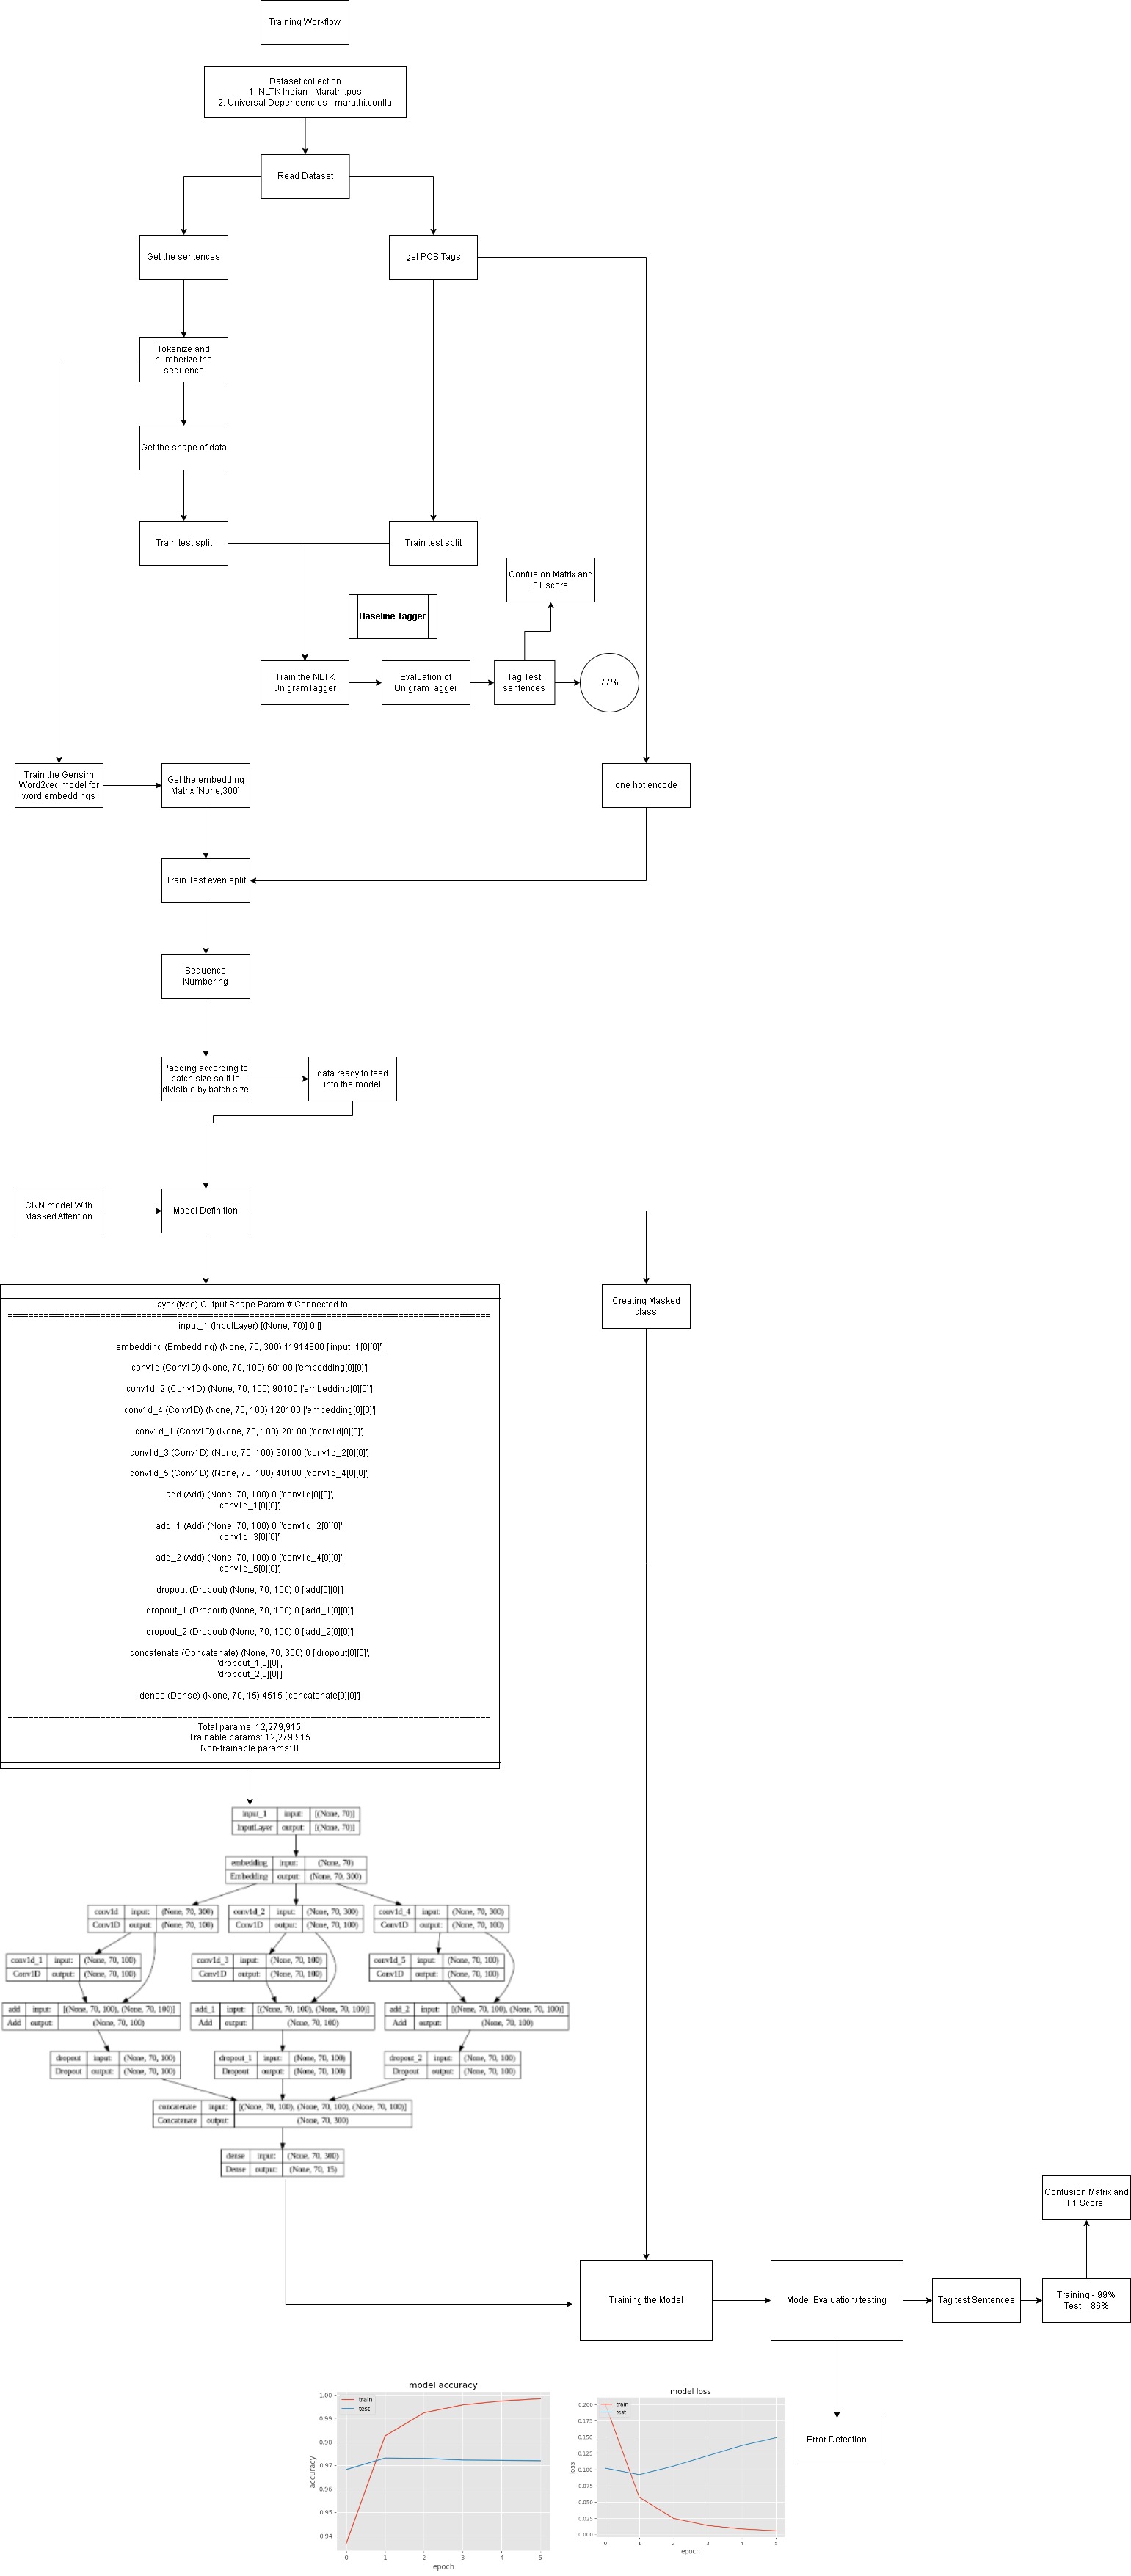 Training Workflow
Dataset collection
1. NLTK Indian - Marathi.pos
2. Universal Dependencies - marathi.conllu
Read Dataset
Get the sentences
get POS Tags
Tokenize and
numberize the
sequence
Get the shape of data
Train test split
Train test split
Confusion Matrix and
F1 score
Baseline Tagger
Train the NLTK
UnigramTagger
Evaluation of
UnigramTagger
Tag Test
sentences
77%
Train the Gensim
Word2vec model for
word embeddings
Get the embedding
Matrix [None,300]
one hot encode
Train Test even split
Sequence
Numbering
Padding according to
batch size so it is
divisible by batch size
data ready to feed
into the model
CNN model With
Masked Attention
Model Definition
Creating Masked
class
Layer (type) Output Shape Param # Connected to
==================================================================================================
input_1 (InputLayer) [(None, 70)] 0 []
embedding (Embedding) (None, 70, 300) 11914800 ['input_1[0][0]']
conv1d (Conv1D) (None, 70, 100) 60100 ['embedding[0][0]']
conv1d_2 (Conv1D) (None, 70, 100) 90100 ['embedding[0][0]']
conv1d_4 (Conv1D) (None, 70, 100) 120100 ['embedding[0][0]']
conv1d_1 (Conv1D) (None, 70, 100) 20100 ['conv1d[0][0]']
conv1d_3 (Conv1D) (None, 70, 100) 30100 ['conv1d_2[0][0]']
conv1d_5 (Conv1D) (None, 70, 100) 40100 ['conv1d_4[0][0]']
add (Add) (None, 70, 100) 0 ['conv1d[0][0]',
'conv1d_1[0][0]']
add_1 (Add) (None, 70, 100) 0 ['conv1d_2[0][0]',
'conv1d_3[0][0]']
add_2 (Add) (None, 70, 100) 0 ['conv1d_4[0][0]',
'conv1d_5[0][0]']
dropout (Dropout) (None, 70, 100) 0 ['add[0][0]']
dropout_1 (Dropout) (None, 70, 100) 0 ['add_1[0][0]']
dropout_2 (Dropout) (None, 70, 100) 0 ['add_2[0][0]']
concatenate (Concatenate) (None, 70, 300) 0 ['dropout[0][0]',
'dropout_1[0][0]',
'dropout_2[0][0]']
dense (Dense) (None, 70, 15) 4515 ['concatenate[0][0]']
==================================================================================================
Total params: 12,279,915
Trainable params: 12,279,915
Non-trainable params: 0
input_1 input: [(None, 70)]
InputLayer output: [(None, 70)]
embedding input: (None, 70)
Embedding output: (None, 70, 300)
conv1d input: (None, 70, 300)
Conv1D output: (None, 70, 100)
conv1d_2 input: (None, 70, 300)
Conv1D output: (None, 70, 100)
conv1d_4 input: (None, 70, 300)
Conv1D output: (None, 70, 100)
conv1d_1 input: (None, 70, 100)
Conv1D output: (None, 70, 100)
conv1d_3 input: (None, 70, 100)
Conv1D output: (None, 70, 100)
conv1d_5 input: (None, 70, 100)
Conv1D output: (None, 70, 100)
add input: [(None, 70, 100), (None, 70, 100)]
Add output: (None, 70, 100)
add_1 input: [(None, 70, 100), (None, 70, 100)]
Add output: (None, 70, 100)
add_2 input: [(None, 70, 100), (None, 70, 100)]
Add output: (None, 70, 100)
dropout input: (None, 70, 100)
Dropout output: (None, 70, 100)
dropout_1 input: (None, 70, 100)
Dropout output: (None, 70, 100)
dropout_2 input: (None, 70, 100)
Dropout output: (None, 70, 100)
concatenate input: [(None, 70, 100), (None, 70, 100), (None, 70, 100)]
Concatenate output: (None, 70, 300)
dense input: (None, 70, 300)
Dense output: (None, 70, 15)
Confusion Matrix and
F1 Score
Training the Model
Model Evaluation/ testing
Tag test Sentences
Training - 99%
Test = 86%
Error Detection
model accuracy
train
test
1.00
0.99
0.98
0.97
0.96
0.95
0.94
accuracy
0 1 2 3 4 5
epoch
model loss
train
test
0.200
0.175
0.150
0.125
0.100
0.075
0.050
0.025
0.000
loss
0 1 2 3 4 5
epoch